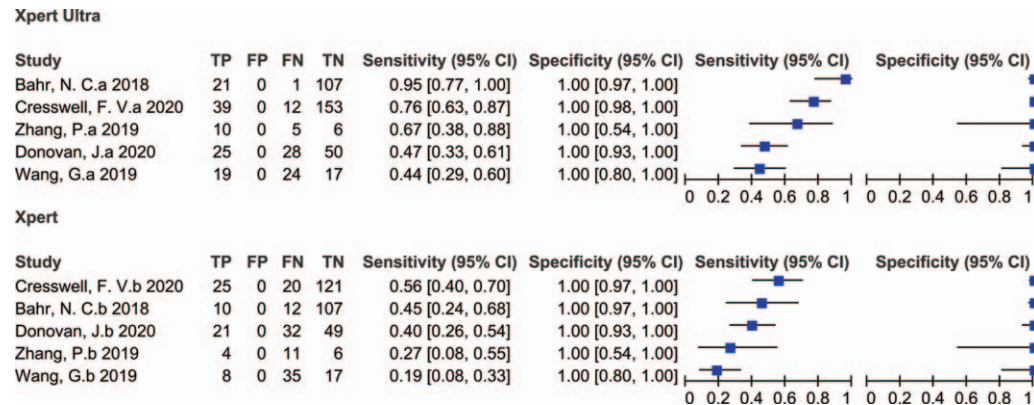 Xpert Ultra
Study TP FP FN TN Sensitivity (95% CI) Specificity (95% CI) Sensitivity (95% CI) Specificity (95% CI)
Bahr, N. C.a 2018 21 0 1 107 0.95 [0.77, 1.00] 1.00 [0.97, 1.00]
Cresswell, F. V.a 2020 39 0 12 153 0.76 [0.63, 0.87] 1.00 [0.98, 1.00]
Zhang, P.a 2019 10 0 5 6 0.67 [0.38, 0.88] 1.00 [0.54, 1.00]
Donovan, J.a 2020 25 0 28 50 0.47 [0.33, 0.61] 1.00 [0.93, 1.00]
Wang, G.a 2019 19 0 24 17 0.44 [0.29, 0.60] 1.00 [0.80, 1.00]
0 0.2 0.4 0.6 0.8 1 0 0.2 0.4 0.6 0.8 1
Xpert
Study TP FP FN TN Sensitivity (95% CI) Specificity (95% CI) Sensitivity (95% CI) Specificity (95% CI)
Cresswell, F. V.b 2020 25 0 20 121 0.56 [0.40, 0.70] 1.00 [0.97, 1.00]
Bahr, N. C.b 2018 10 0 12 107 0.45 [0.24, 0.68] 1.00 [0.97, 1.00]
Donovan, J.b 2020 21 0 32 49 0.40 [0.26, 0.54] 1.00 [0.93, 1.00]
Zhang, P.b 2019 4 0 11 6 0.27 [0.08, 0.55] 1.00 [0.54, 1.00]
Wang, G.b 2019 8 0 35 17 0.19 [0.08, 0.33] 1.00 [0.80, 1.00]
0 0.2 0.4 0.6 0.8 1 0 0.2 0.4 0.6 0.8 1